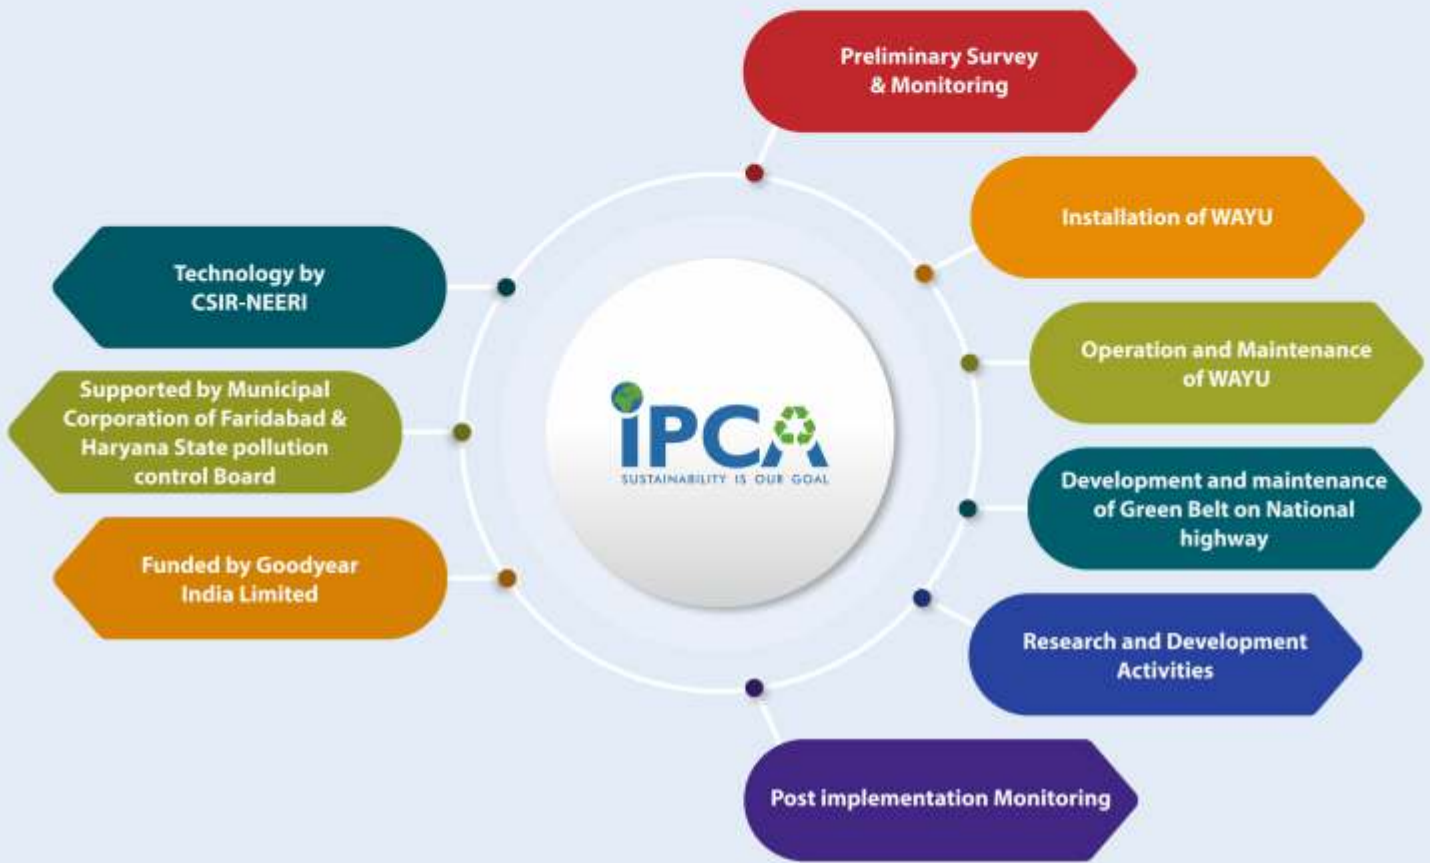 Preliminary Survey
& Monitoring
Installation of WAYU
Operation and Maintenance
of WAYU
Development and maintenance
of Green Belt on National
highway
Research and Development
Activities
Post implementation Monitoring
Technology by
CSIR-NEERI
Supported by Municipal
Corporation of Faridabad &
Haryana State pollution
control Board
Funded by Goodyear
India Limited
iPCA
SUSTAINABILITY IS OUR GOAL